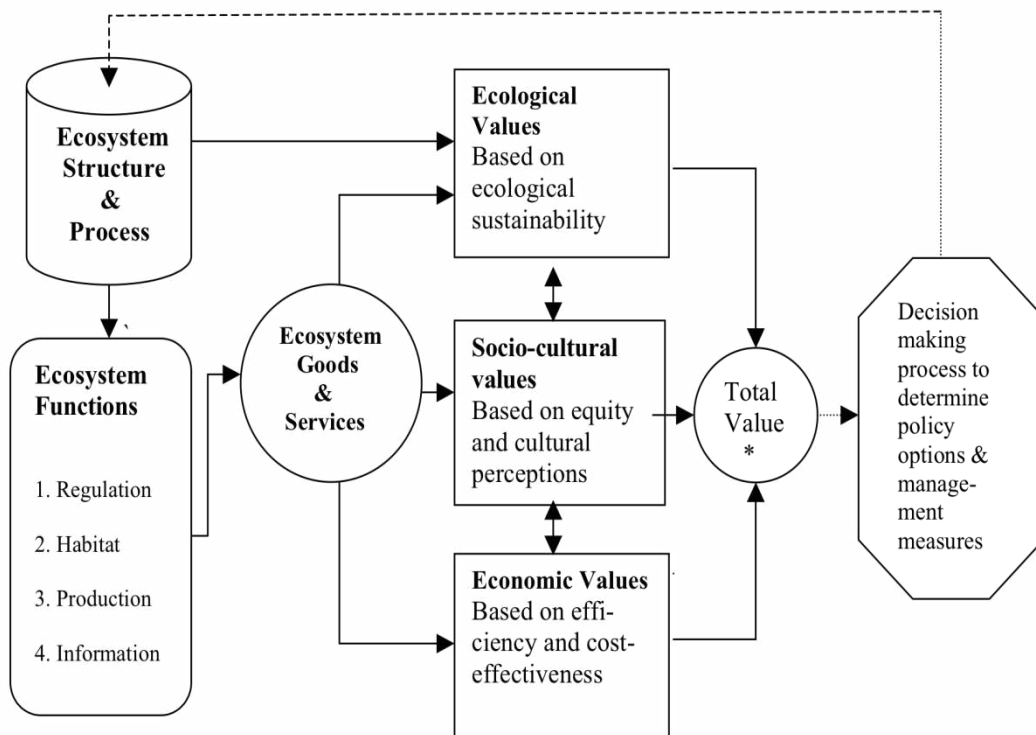 Ecosystem
Structure
&
Process
Ecosystem
Functions
1. Regulation
2. Habitat
3. Production
4. Information
Ecosystem
Goods
&
Services
Ecological
Values
Based on
ecological
sustainability
Socio-cultural
values
Based on equity
and cultural
perceptions
Economic Values
Based on effi-
ciency and cost-
effectiveness
Total
Value
*
Decision
making
process to
determine
policy
options &
manage-
ment
measures